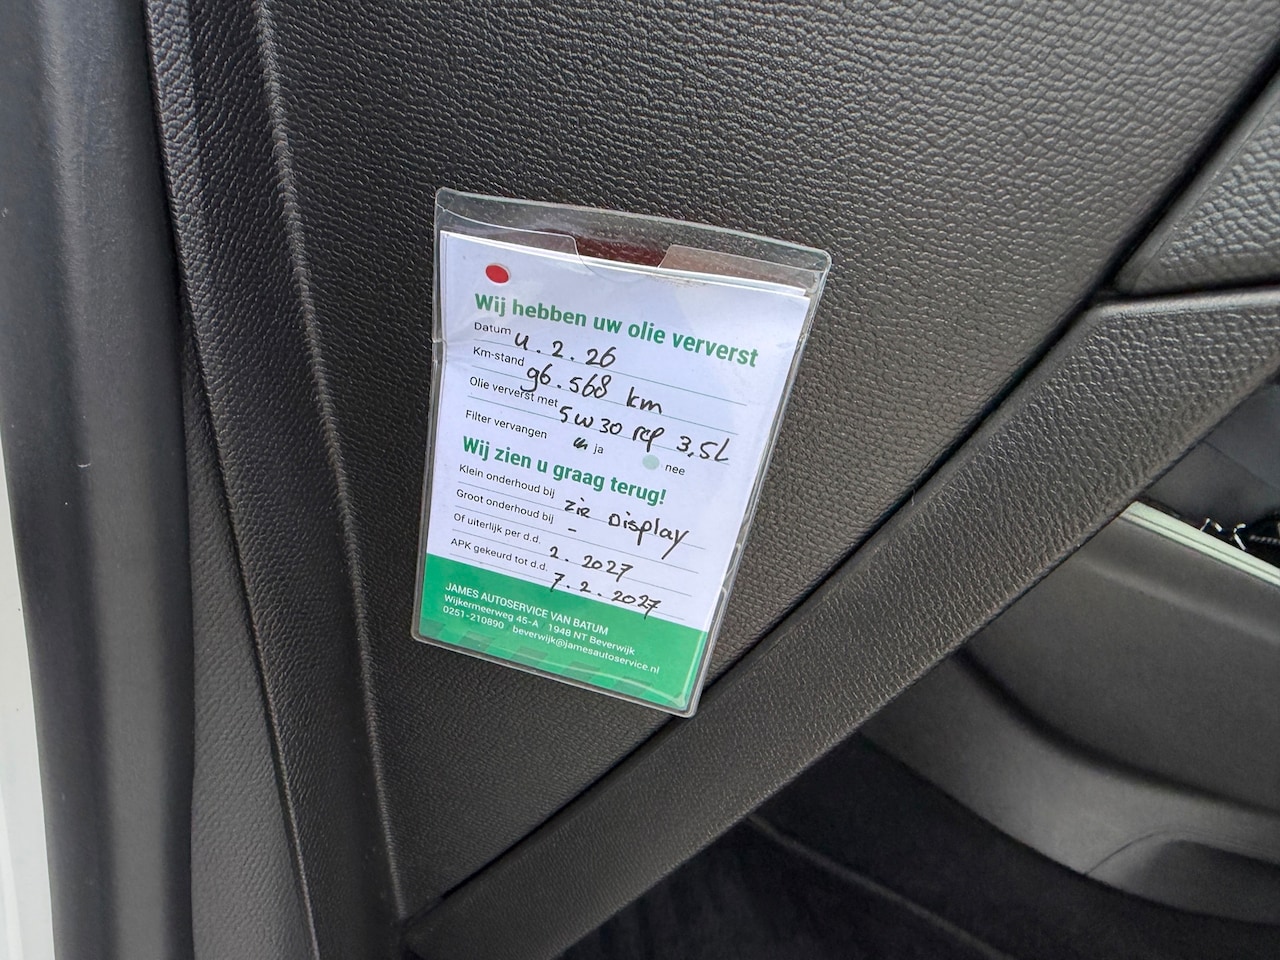 Wij hebben uw olie ververst
Datum 4.2.26
Km-stand 96.568 km
Olie ververst met 5W30 rep 3,5L
Filter vervangen ja nee
Wij zien u graag terug!
Klein onderhoud bij zie Display
Groot onderhoud bij -
Of uiterlijk per d.d. 2.2027
APK gekeurd tot d.d. 7.2.2027
JAMES AUTOSERVICE VAN BATUM
Wijkermeerweg 45-A 1948 NT Beverwijk
0251-210890 beverwijk@jamesautoservice.nl